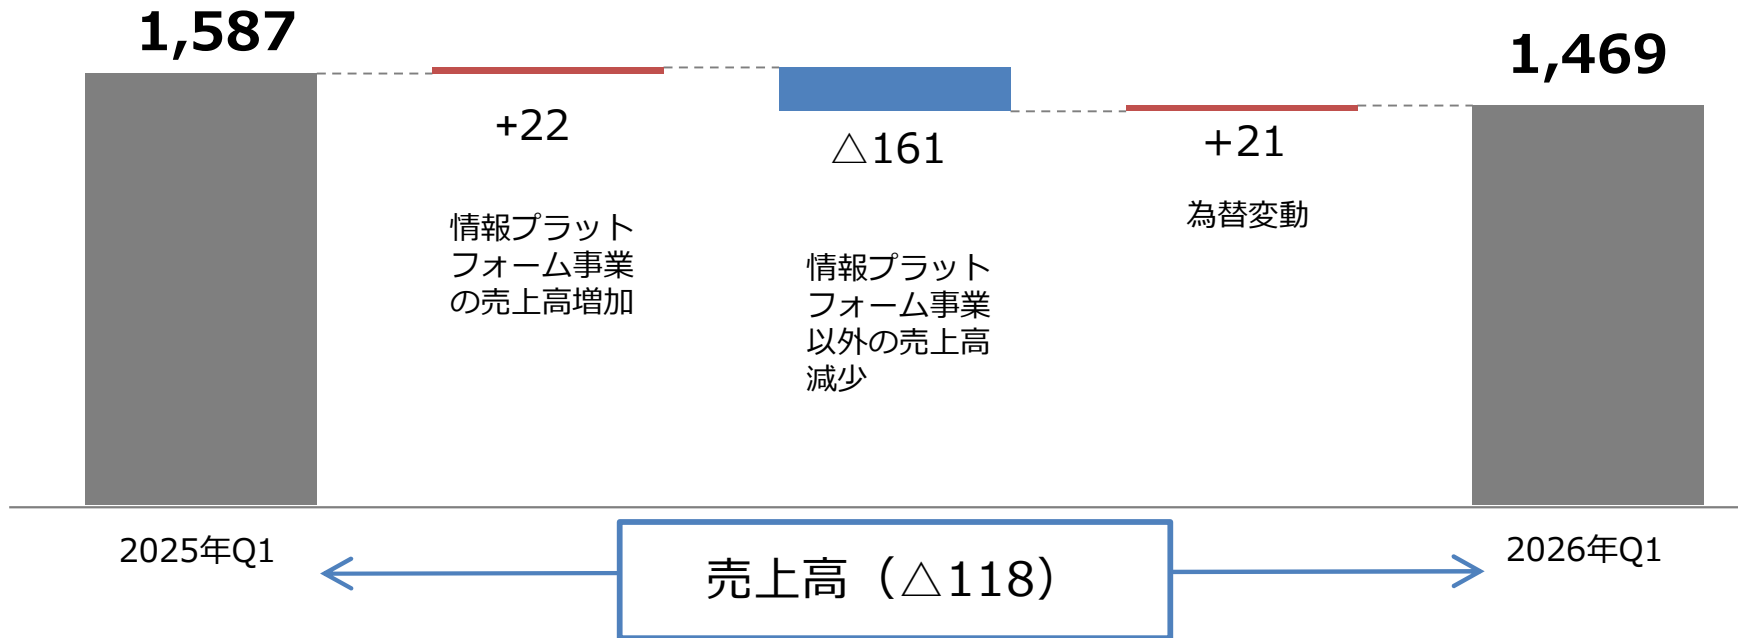 1,587
1,469
+22
△161
+21
情報プラット
フォーム事業
の売上高増加
情報プラット
フォーム事業
以外の売上高
減少
為替変動
2025年Q1
売上高（△118）
2026年Q1